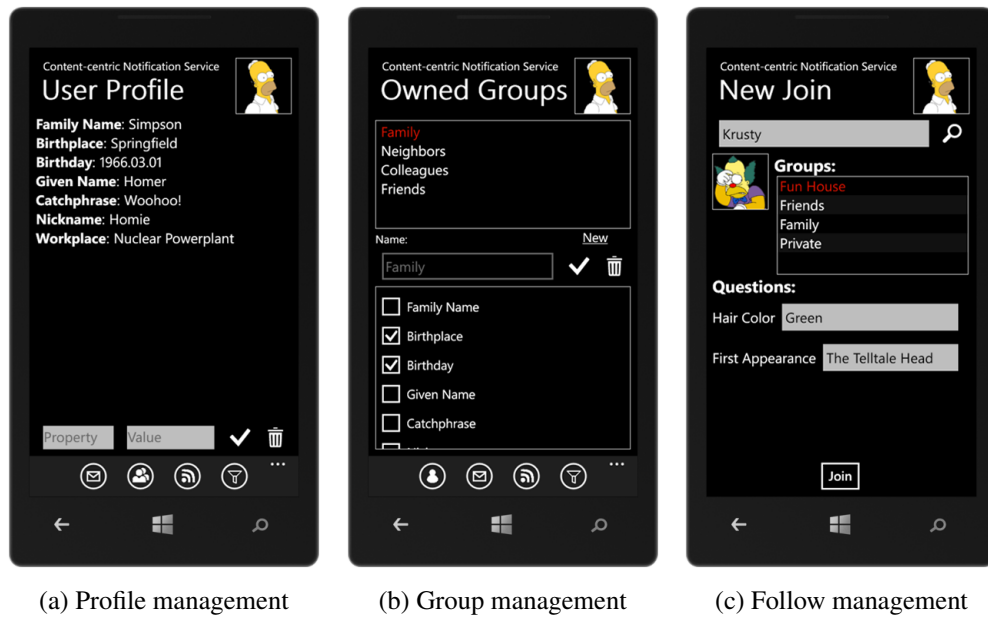 Content-centric Notification Service
User Profile
Family Name: Simpson
Birthplace: Springfield
Birthday: 1966.03.01
Given Name: Homer
Catchphrase: Woohoo!
Nickname: Homie
Workplace: Nuclear Powerplant
Property Value
...
(a) Profile management
Content-centric Notification Service
Owned Groups
Family
Neighbors
Colleagues
Friends
Name: New
Family
Family Name
Birthplace
Birthday
Given Name
Catchphrase
...
(b) Group management
Content-centric Notification Service
New Join
Krusty
Groups:
Fun House
Friends
Family
Private
Questions:
Hair Color Green
First Appearance The Telltale Head
Join
(c) Follow management